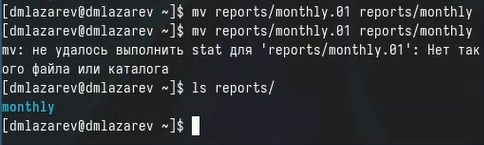 [dmlazarev@dmlazarev ~]$ mv reports/monthly.01 reports/monthly
[dmlazarev@dmlazarev ~]$ mv reports/monthly.01 reports/monthly
mv: не удалось выполнить stat для 'reports/monthly.01': Нет так
ого файла или каталога
[dmlazarev@dmlazarev ~]$ ls reports/
monthly
[dmlazarev@dmlazarev ~]$